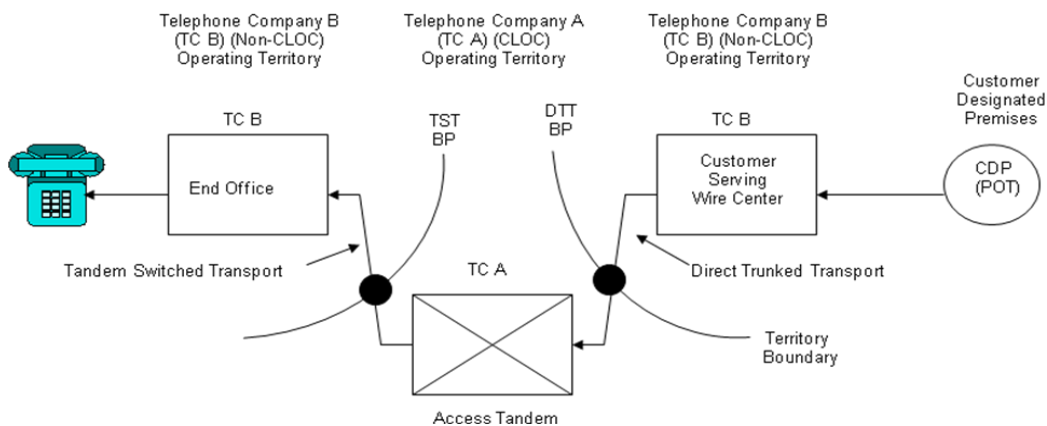 Telephone Company B
(TC B) (Non-CLOC)
Operating Territory
Telephone Company A
(TC A) (CLOC)
Operating Territory
Telephone Company B
(TC B) (Non-CLOC)
Operating Territory
Customer
Designated
Premises
TC B
TST
BP
DTT
BP
TC B
End Office
Customer
Serving
Wire Center
CDP
(POT)
Tandem Switched Transport
TC A
Direct Trunked Transport
Territory
Boundary
Access Tandem